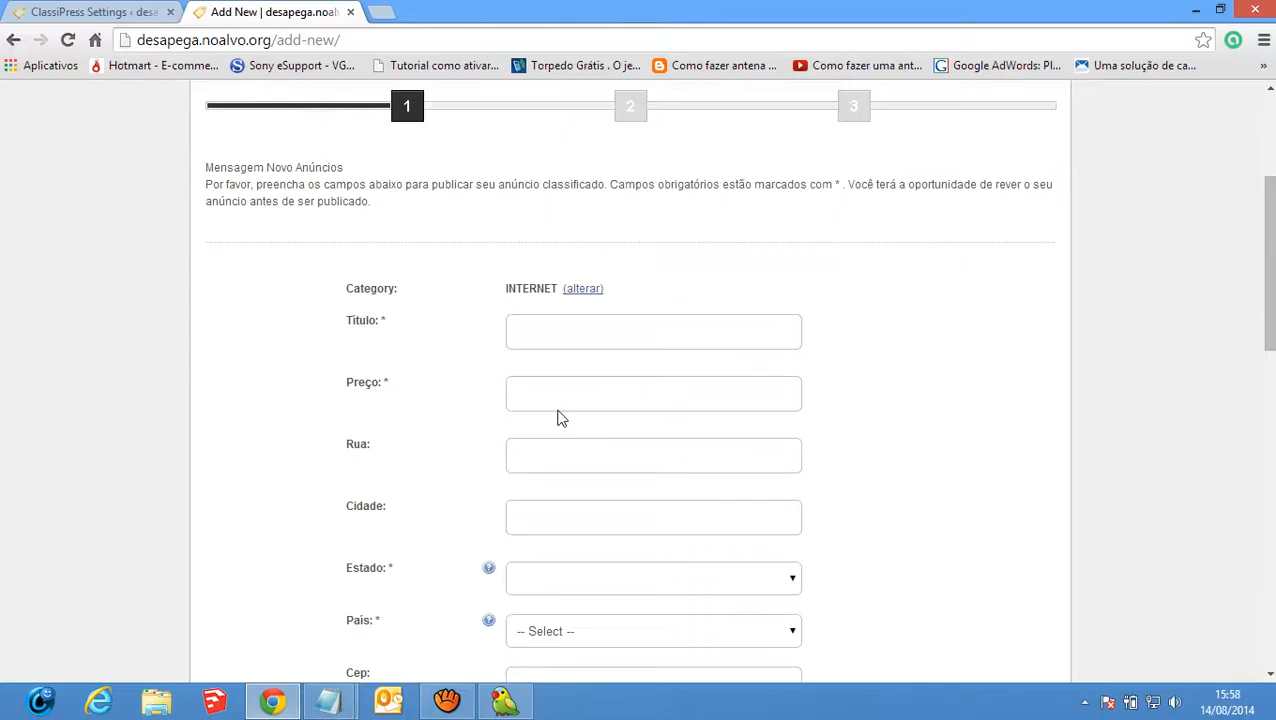 ClassiPress Settings ‹ desa
Add New | desapega.noal
desapega.noalvo.org/add-new/
Aplicativos
Hotmart - E-comme...
Sony eSupport - VG...
Tutorial como ativar...
Torpedo Grátis . O je...
Como fazer antena ...
Como fazer uma ant...
Google AdWords: Pl...
Uma solução de ca...
»
1
2
3
Mensagem Novo Anúncios
Por favor, preencha os campos abaixo para publicar seu anúncio classificado. Campos obrigatórios estão marcados com * . Você terá a oportunidade de rever o seu
anúncio antes de ser publicado.
Category:
INTERNET (alterar)
Título: *
Preço: *
Rua:
Cidade:
Estado: *
País: *
-- Select --
Cep:
15:58
14/08/2014